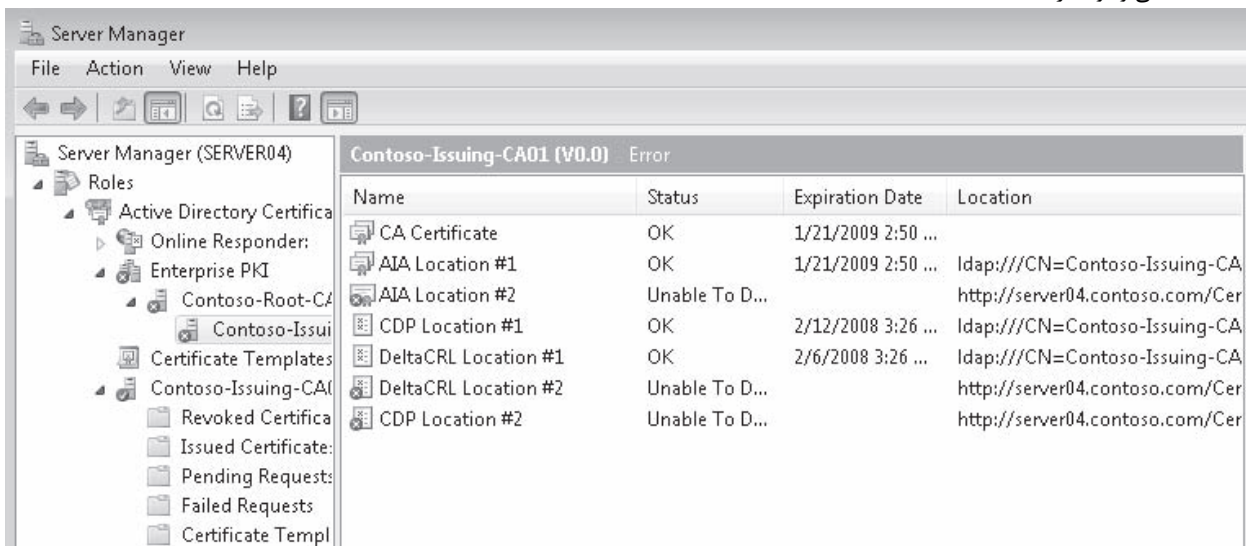 Server Manager
File Action View Help
Server Manager (SERVER04)
Roles
Active Directory Certifica
Online Responder:
Enterprise PKI
Contoso-Root-CA
Contoso-Issui
Certificate Templates
Contoso-Issuing-CA0
Revoked Certifica
Issued Certificate:
Pending Requests
Failed Requests
Certificate Templ
Contoso-Issuing-CA01 (V0.0) Error
Name Status Expiration Date Location
CA Certificate OK 1/21/2009 2:50 ...
AIA Location #1 OK 1/21/2009 2:50 ... ldap:///CN=Contoso-Issuing-CA
AIA Location #2 Unable To D... http://server04.contoso.com/Cer
CDP Location #1 OK 2/12/2008 3:26 ... ldap:///CN=Contoso-Issuing-CA
DeltaCRL Location #1 OK 2/6/2008 3:26 ... ldap:///CN=Contoso-Issuing-CA
DeltaCRL Location #2 Unable To D... http://server04.contoso.com/Cer
CDP Location #2 Unable To D... http://server04.contoso.com/Cer